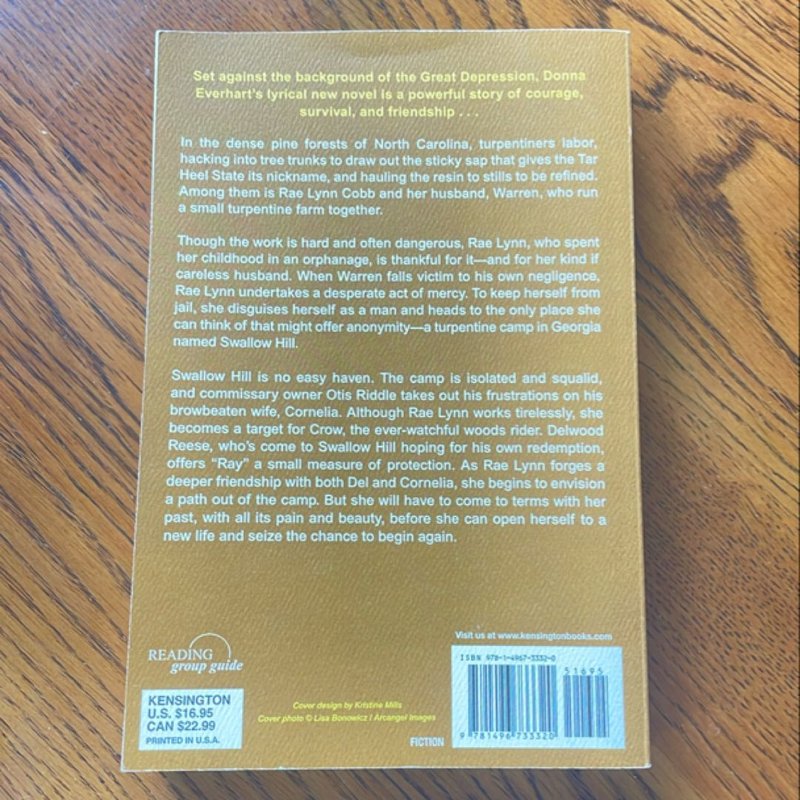 Set against the background of the Great Depression, Donna
Everhart's lyrical new novel is a powerful story of courage,
survival, and friendship . . .
In the dense pine forests of North Carolina, turpentiners labor,
hacking into tree trunks to draw out the sticky sap that gives the Tar
Heel State its nickname, and hauling the resin to stills to be refined.
Among them is Rae Lynn Cobb and her husband, Warren, who run
a small turpentine farm together.
Though the work is hard and often dangerous, Rae Lynn, who spent
her childhood in an orphanage, is thankful for it—and for her kind if
careless husband. When Warren falls victim to his own negligence,
Rae Lynn undertakes a desperate act of mercy. To keep herself from
jail, she disguises herself as a man and heads to the only place she
can think of that might offer anonymity—a turpentine camp in Georgia
named Swallow Hill.
Swallow Hill is no easy haven. The camp is isolated and squalid,
and commissary owner Otis Riddle takes out his frustrations on his
browbeaten wife, Cornelia. Although Rae Lynn works tirelessly, she
becomes a target for Crow, the ever-watchful woods rider. Delwood
Reese, who's come to Swallow Hill hoping for his own redemption,
offers “Ray” a small measure of protection. As Rae Lynn forges a
deeper friendship with both Del and Cornelia, she begins to envision
a path out of the camp. But she will have to come to terms with her
past, with all its pain and beauty, before she can open herself to a
new life and seize the chance to begin again.
Visit us at www.kensingtonbooks.com
READING
group guide
ISBN 978-1-4967-3332-0
51695
KENSINGTON
U.S. $16.95
CAN $22.99
PRINTED IN U.S.A.
Cover design by Kristine Mills
Cover photo © Lisa Bonowicz / Arcangel Images
FICTION
9 781496 733320